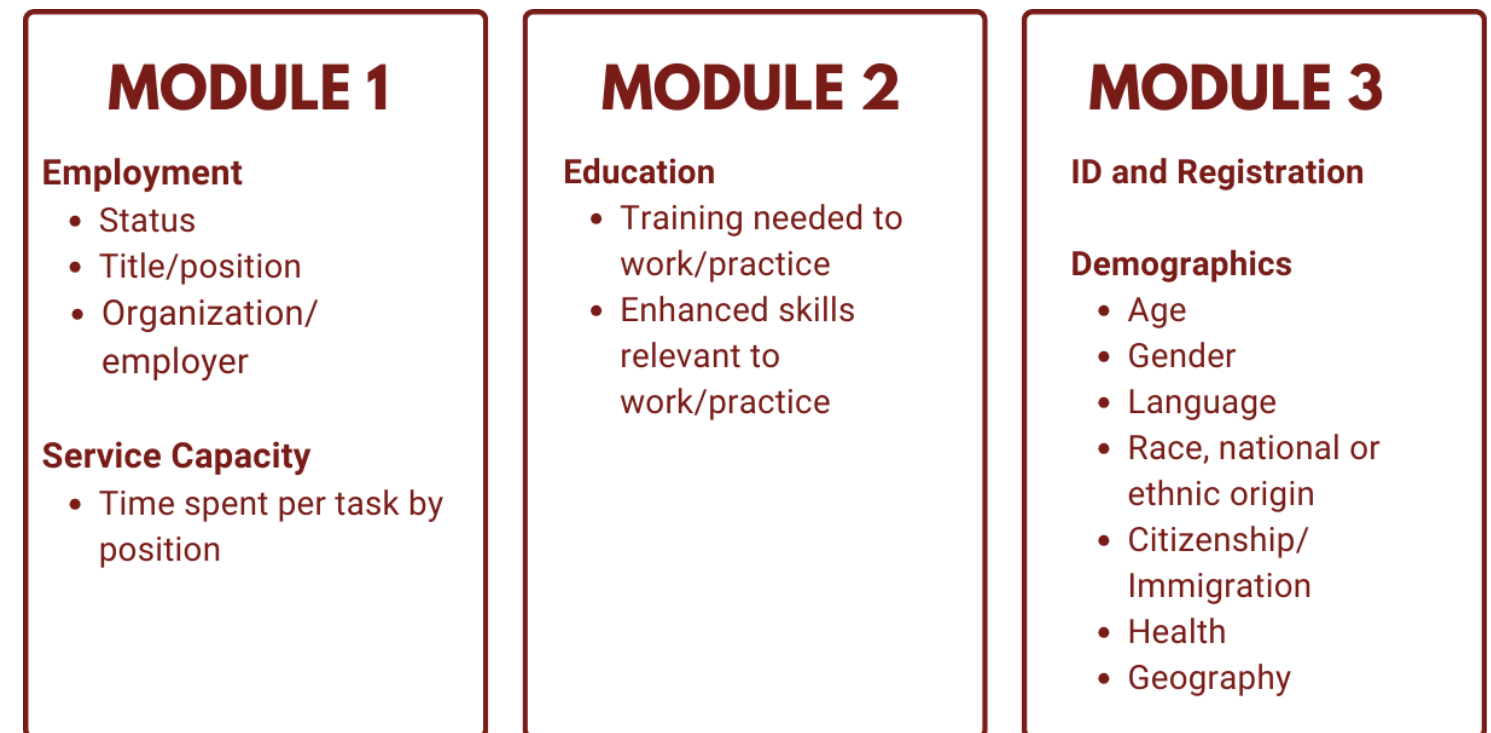 MODULE 1
Employment
• Status
• Title/position
• Organization/
employer
Service Capacity
• Time spent per task by
position
MODULE 2
Education
• Training needed to
work/practice
• Enhanced skills
relevant to
work/practice
MODULE 3
ID and Registration
Demographics
• Age
• Gender
• Language
• Race, national or
ethnic origin
• Citizenship/
Immigration
• Health
• Geography